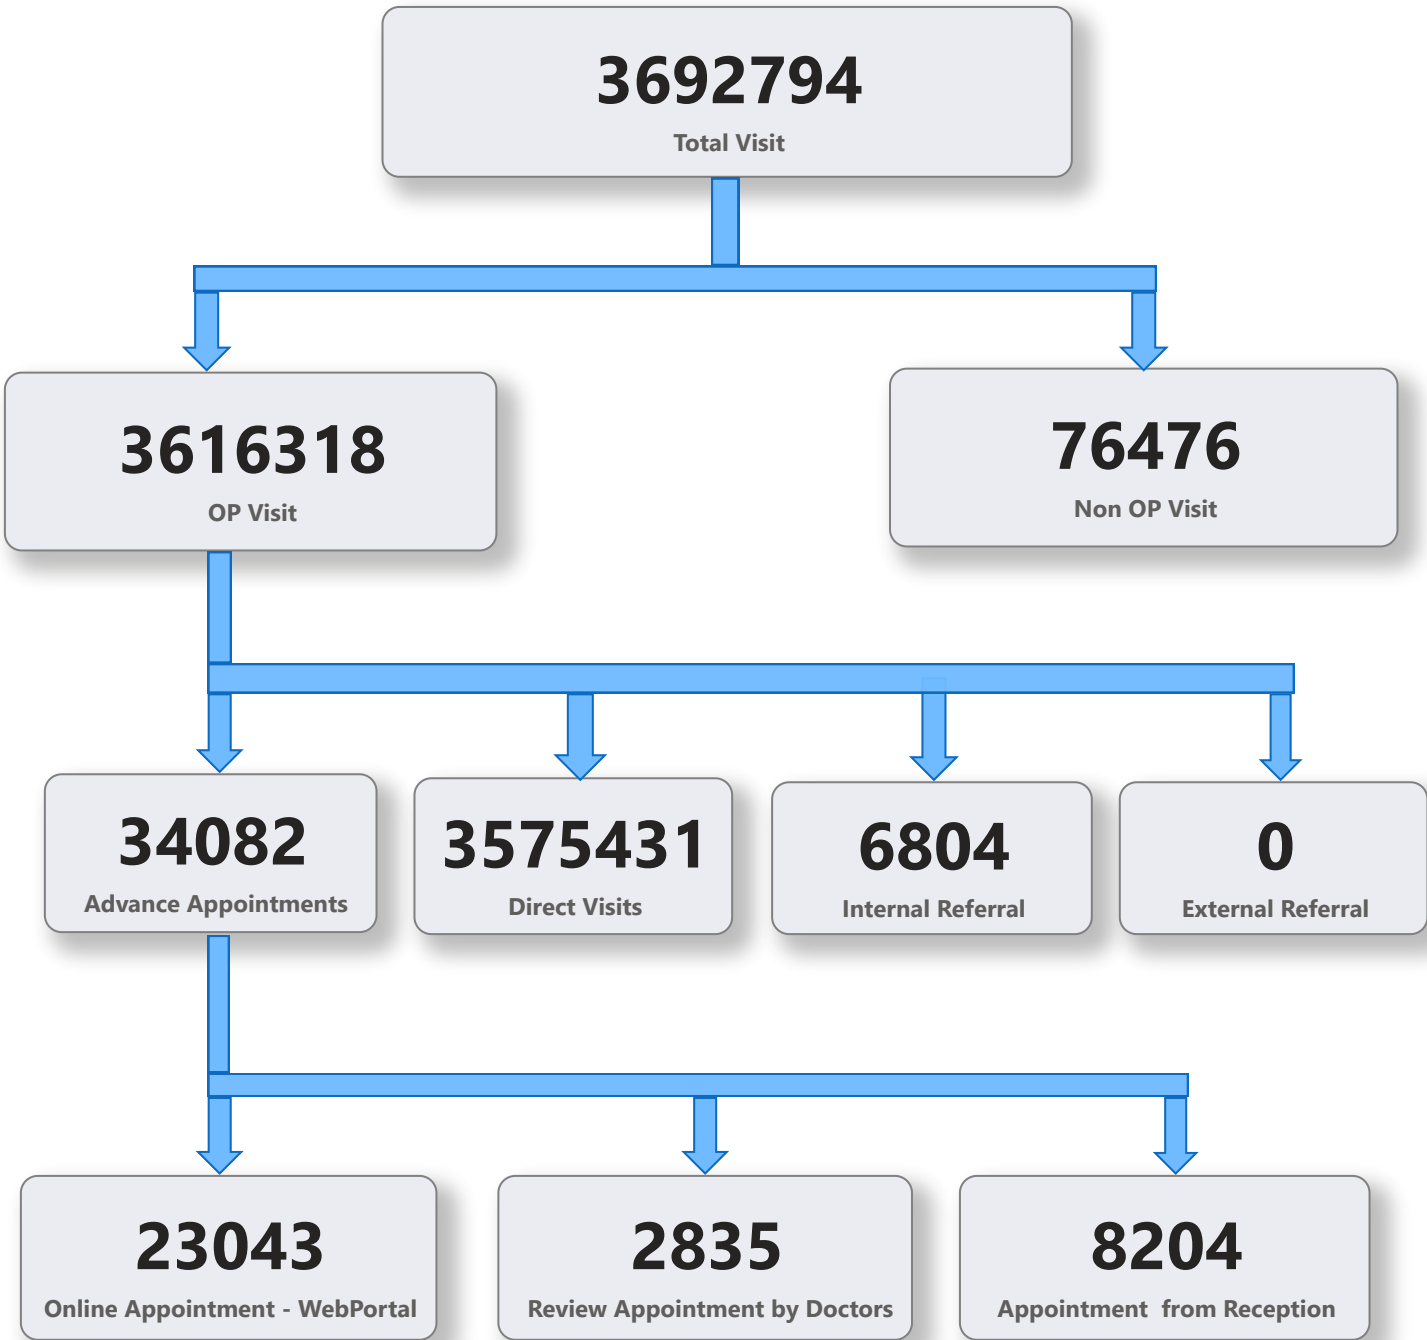 3692794
Total Visit
3616318
OP Visit
76476
Non OP Visit
34082
Advance Appointments
3575431
Direct Visits
6804
Internal Referral
0
External Referral
23043
Online Appointment - WebPortal
2835
Review Appointment by Doctors
8204
Appointment  from Reception